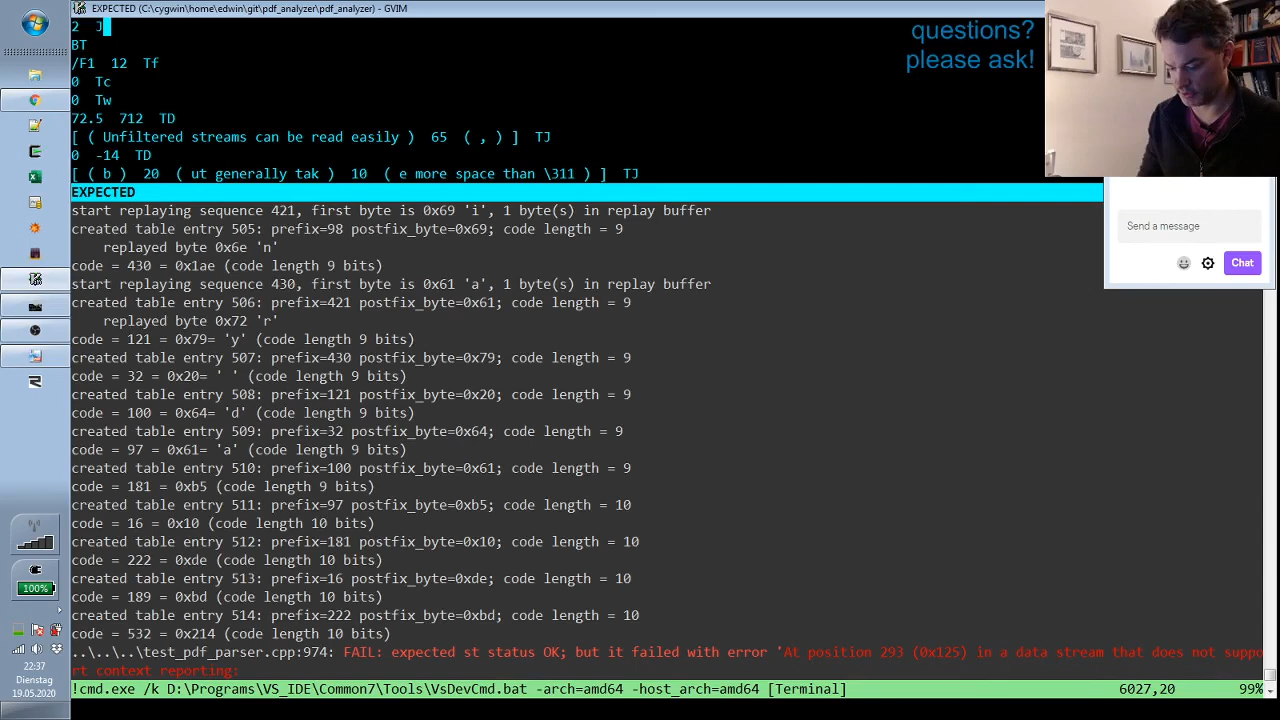 EXPECTED (C:\cygwin\home\edwin\git\pdf_analyzer\pdf_analyzer) - GVIM
2  J
BT
/F1  12  Tf
0  Tc
0  Tw
72.5  712  TD
[ ( Unfiltered streams can be read easily )  65  ( , ) ]  TJ
0  -14  TD
[ ( b )  20  ( ut generally tak )  10  ( e more space than \311 ) ]  TJ
EXPECTED
questions?
please ask!
Send a message
Chat
start replaying sequence 421, first byte is 0x69 'i', 1 byte(s) in replay buffer
created table entry 505: prefix=98 postfix_byte=0x69; code length = 9
    replayed byte 0x6e 'n'
code = 430 = 0x1ae (code length 9 bits)
start replaying sequence 430, first byte is 0x61 'a', 1 byte(s) in replay buffer
created table entry 506: prefix=421 postfix_byte=0x61; code length = 9
    replayed byte 0x72 'r'
code = 121 = 0x79= 'y' (code length 9 bits)
created table entry 507: prefix=430 postfix_byte=0x79; code length = 9
code = 32 = 0x20= ' ' (code length 9 bits)
created table entry 508: prefix=121 postfix_byte=0x20; code length = 9
code = 100 = 0x64= 'd' (code length 9 bits)
created table entry 509: prefix=32 postfix_byte=0x64; code length = 9
code = 97 = 0x61= 'a' (code length 9 bits)
created table entry 510: prefix=100 postfix_byte=0x61; code length = 9
code = 181 = 0xb5 (code length 9 bits)
created table entry 511: prefix=97 postfix_byte=0xb5; code length = 10
code = 16 = 0x10 (code length 10 bits)
created table entry 512: prefix=181 postfix_byte=0x10; code length = 10
code = 222 = 0xde (code length 10 bits)
created table entry 513: prefix=16 postfix_byte=0xde; code length = 10
code = 189 = 0xbd (code length 10 bits)
created table entry 514: prefix=222 postfix_byte=0xbd; code length = 10
code = 532 = 0x214 (code length 10 bits)
..\..\..\test_pdf_parser.cpp:974: FAIL: expected st status OK; but it failed with error 'At position 293 (0x125) in a data stream that does not suppo
rt context reporting:
!cmd.exe /k D:\Programs\VS_IDE\Common7\Tools\VsDevCmd.bat -arch=amd64 -host_arch=amd64 [Terminal]
6027,20
99%
100%
22:37
Dienstag
19.05.2020